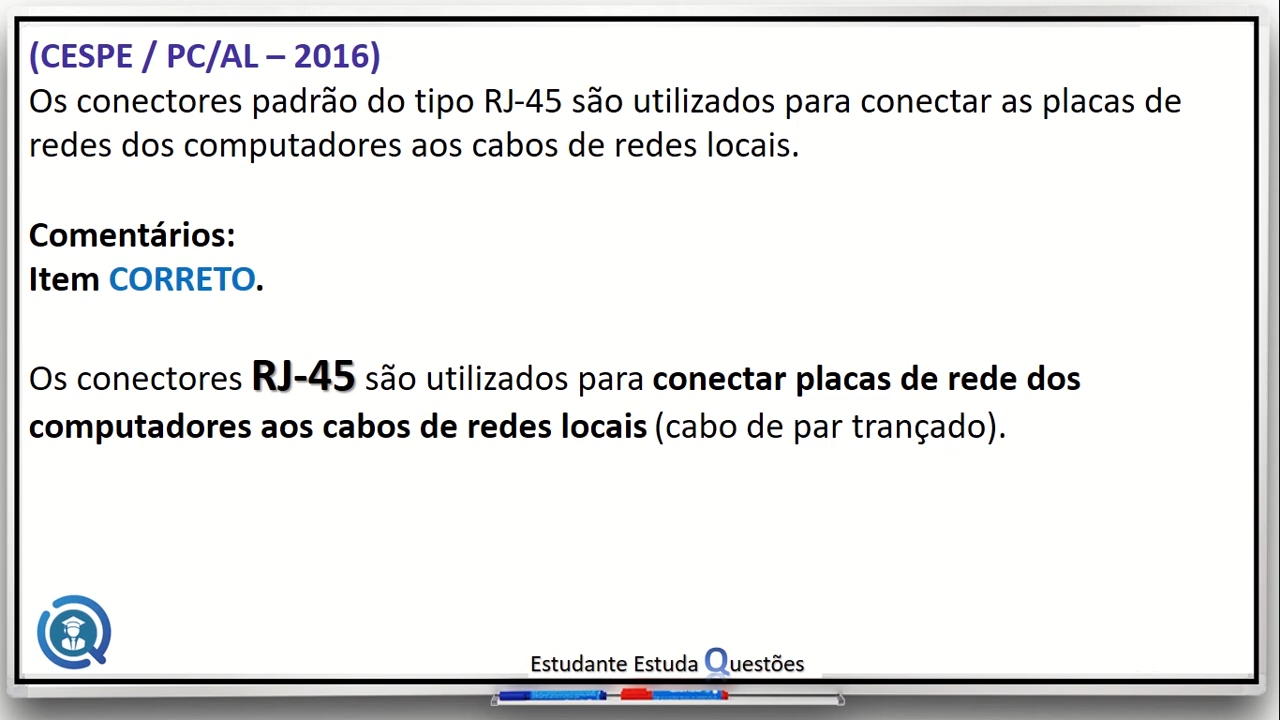 (CESPE / PC/AL – 2016)
Os conectores padrão do tipo RJ-45 são utilizados para conectar as placas de
redes dos computadores aos cabos de redes locais.
Comentários:
Item CORRETO.
Os conectores RJ-45 são utilizados para conectar placas de rede dos
computadores aos cabos de redes locais (cabo de par trançado).
Estudante Estuda Questões